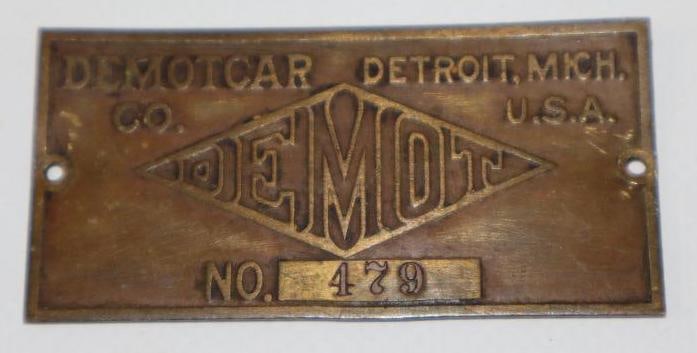 DEMOTCAR DETROIT, MICH.
CO. U.S.A.
DEMOT
NO. 479